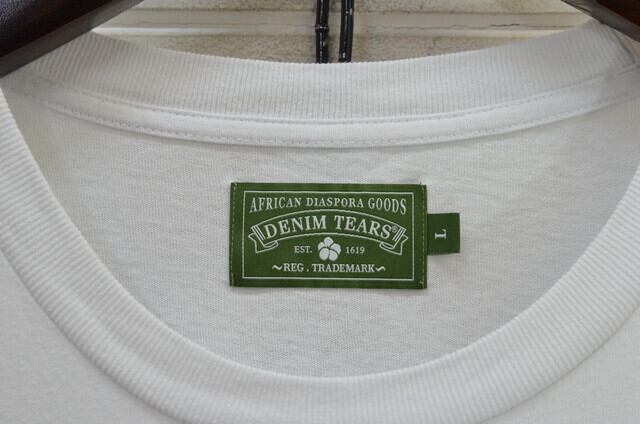 AFRICAN DIASPORA GOODS
DENIM TEARS®
EST. 1619
~REG. TRADEMARK~
L